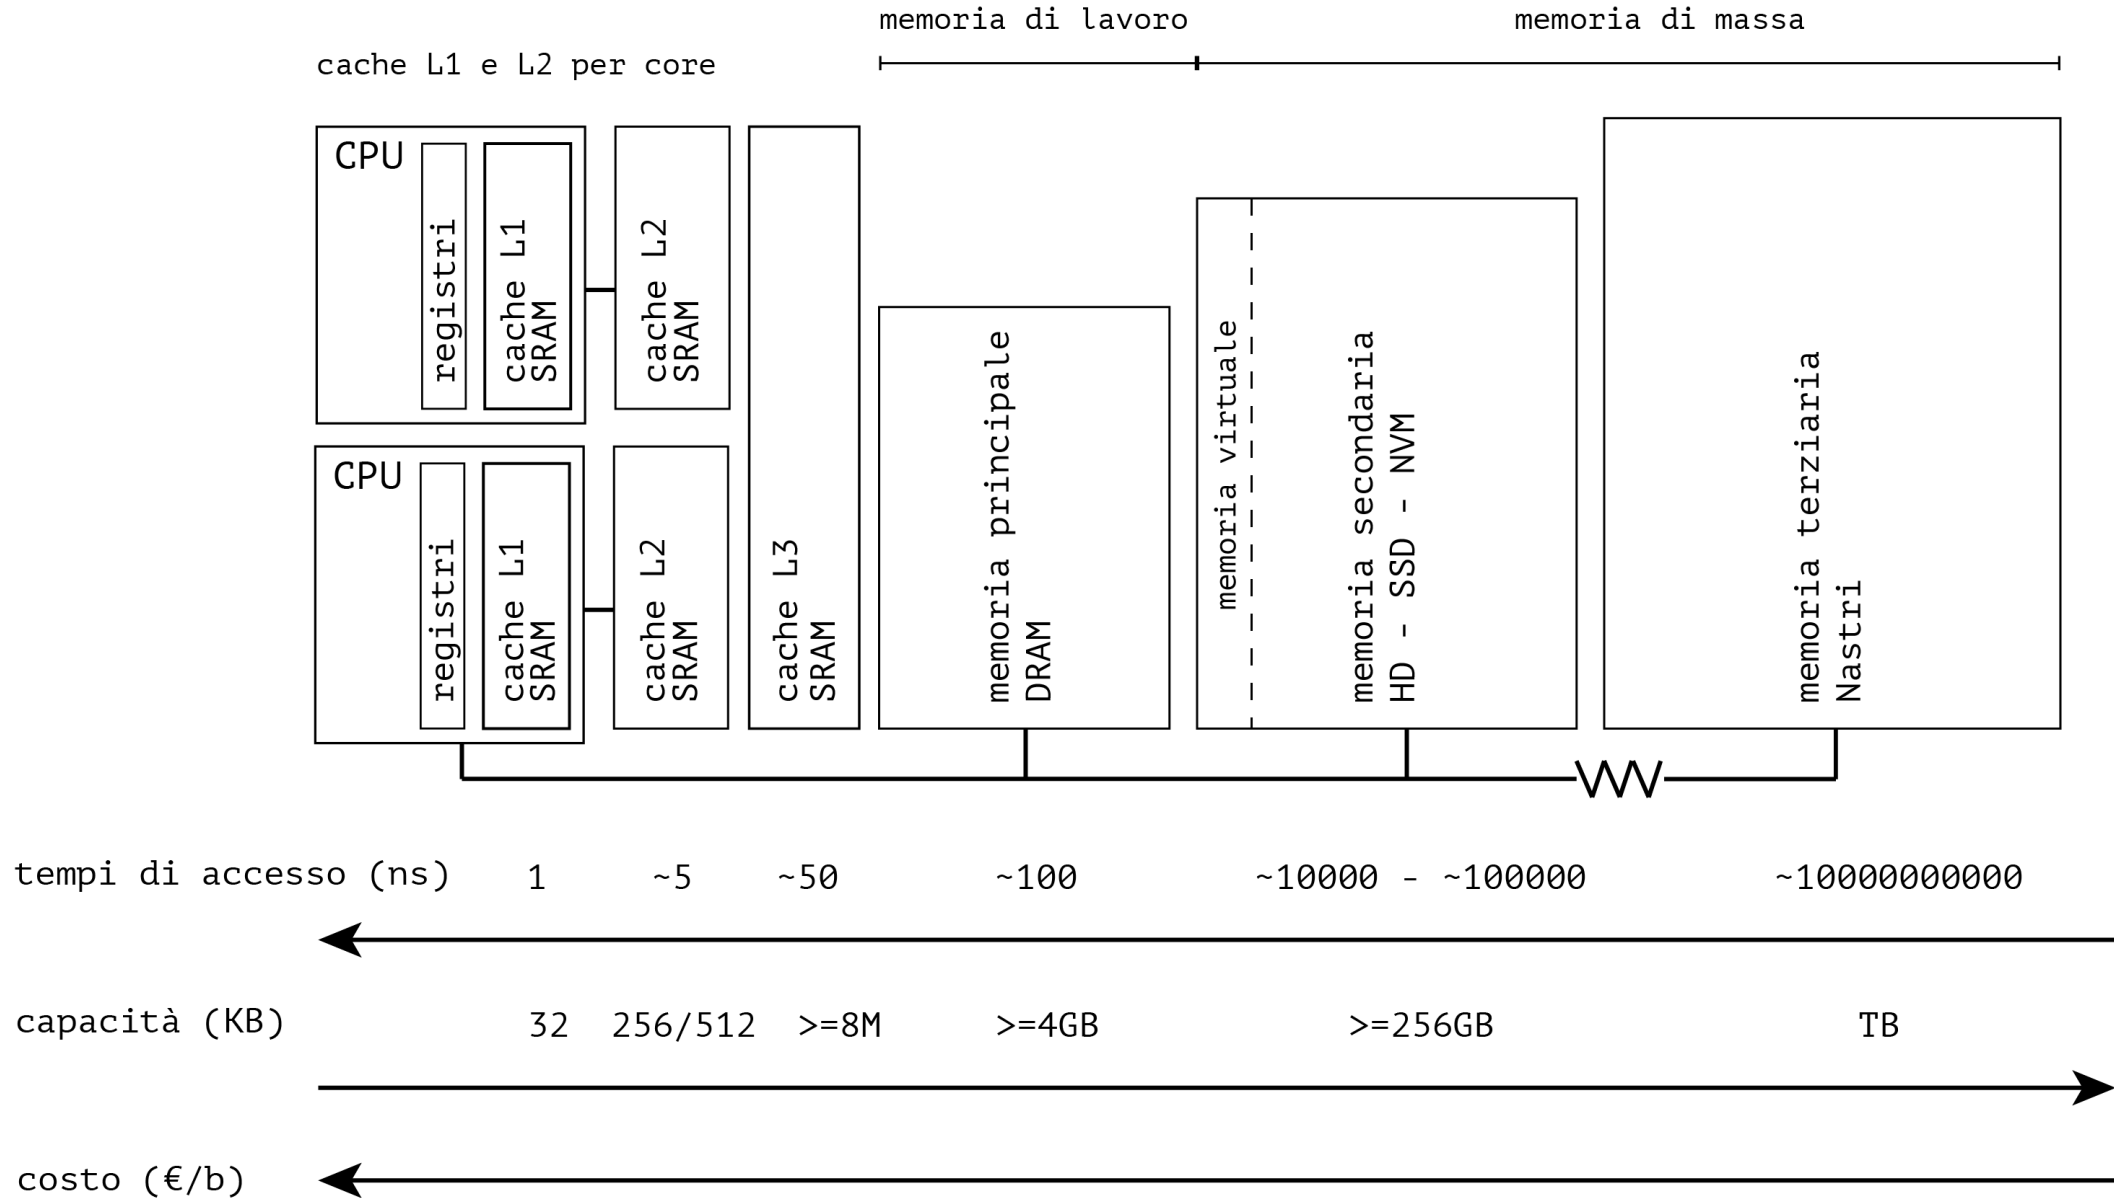 memoria di lavoro
memoria di massa
cache L1 e L2 per core
CPU
registri
cache L1
SRAM
cache L2
SRAM
CPU
registri
cache L1
SRAM
cache L2
SRAM
cache L3
SRAM
memoria principale
DRAM
memoria virtuale
memoria secondaria
HD - SSD - NVM
memoria terziaria
Nastri
tempi di accesso (ns) 1 ~5 ~50 ~100 ~10000 - ~100000 ~10000000000
capacità (KB) 32 256/512 >=8M >=4GB >=256GB TB
costo (€/b)